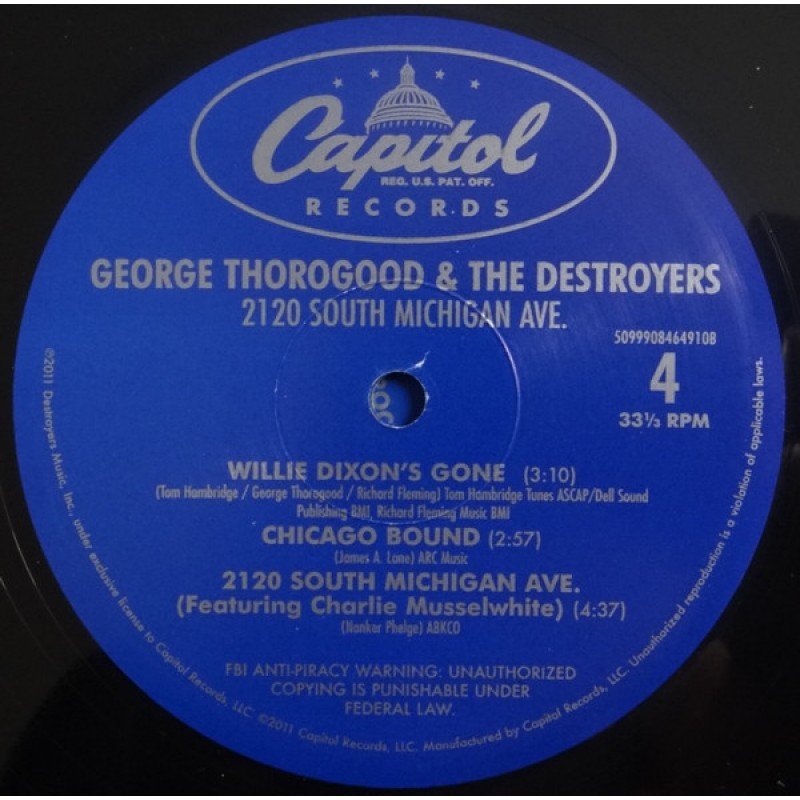 Capitol
REG. U.S. PAT. OFF.
RECORDS
GEORGE THOROGOOD & THE DESTROYERS
2120 SOUTH MICHIGAN AVE.
5099908464910B
4
33⅓ RPM
WILLIE DIXON'S GONE (3:10)
(Tom Hambridge / George Thorogood / Richard Fleming) Tom Hambridge Tunes ASCAP/Dell Sound
Publishing BMI, Richard Fleming Music BMI
CHICAGO BOUND (2:57)
(James A. Lane) ARC Music
2120 SOUTH MICHIGAN AVE.
(Featuring Charlie Musselwhite) (4:37)
(Nanker Phelge) ABKCO
FBI ANTI-PIRACY WARNING: UNAUTHORIZED
COPYING IS PUNISHABLE UNDER
FEDERAL LAW.
℗2011 Destroyers Music, Inc. under exclusive license to Capitol Records, LLC ©2011 Capitol Records, LLC. Manufactured by Capitol Records, LLC. Unauthorized reproduction is a violation of applicable laws.